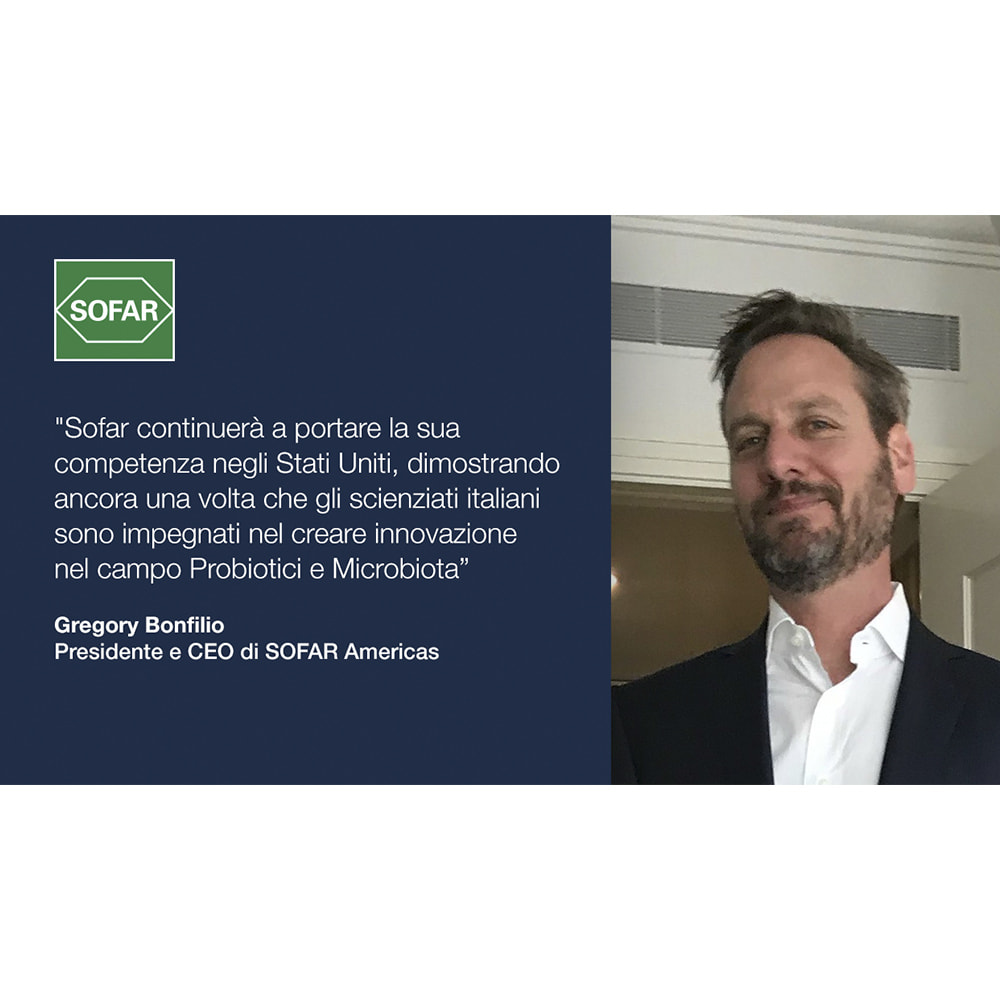 SOFAR
"Sofar continuerà a portare la sua
competenza negli Stati Uniti, dimostrando
ancora una volta che gli scienziati italiani
sono impegnati nel creare innovazione
nel campo Probiotici e Microbiota”
Gregory Bonfilio
Presidente e CEO di SOFAR Americas